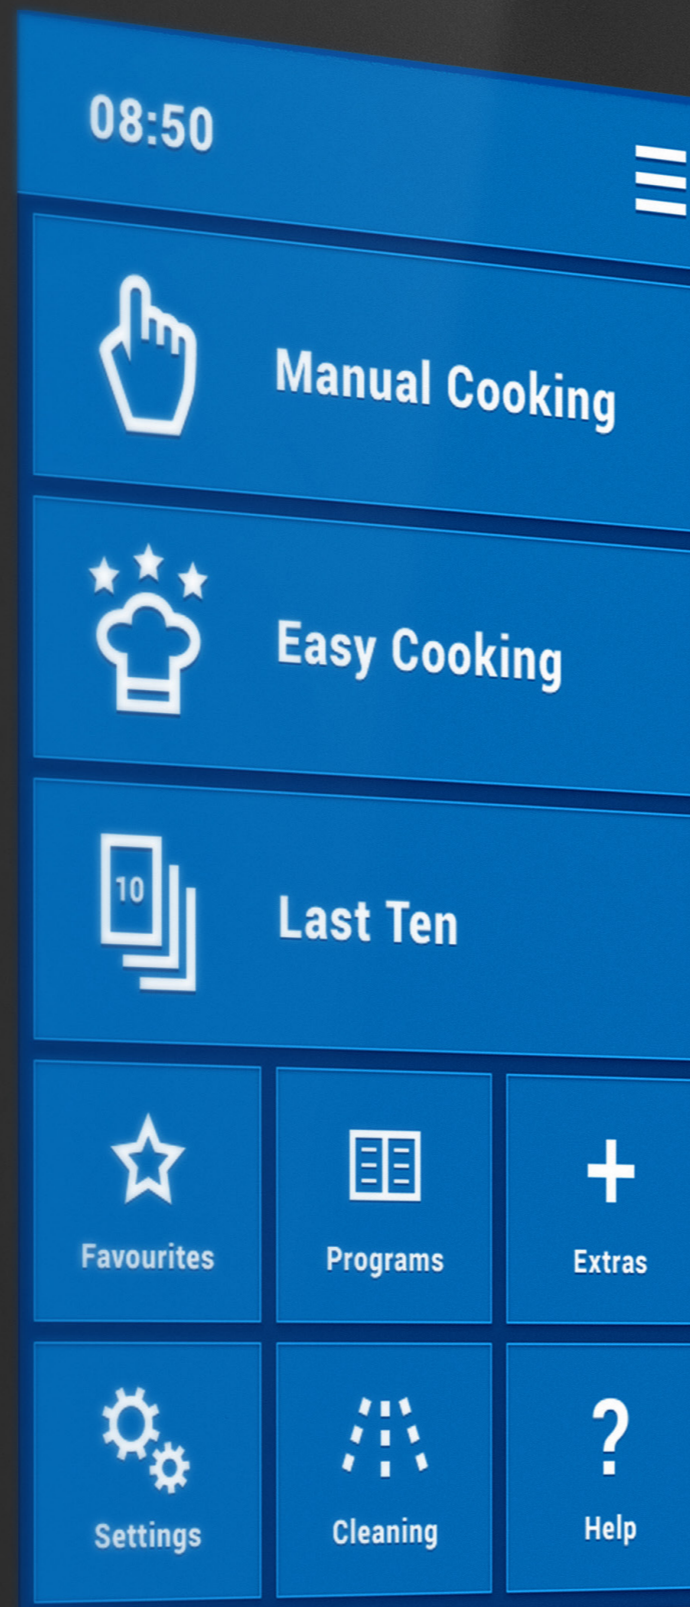 08:50
Manual Cooking
Easy Cooking
10
Last Ten
Favourites
Programs
Extras
Settings
Cleaning
?
Help